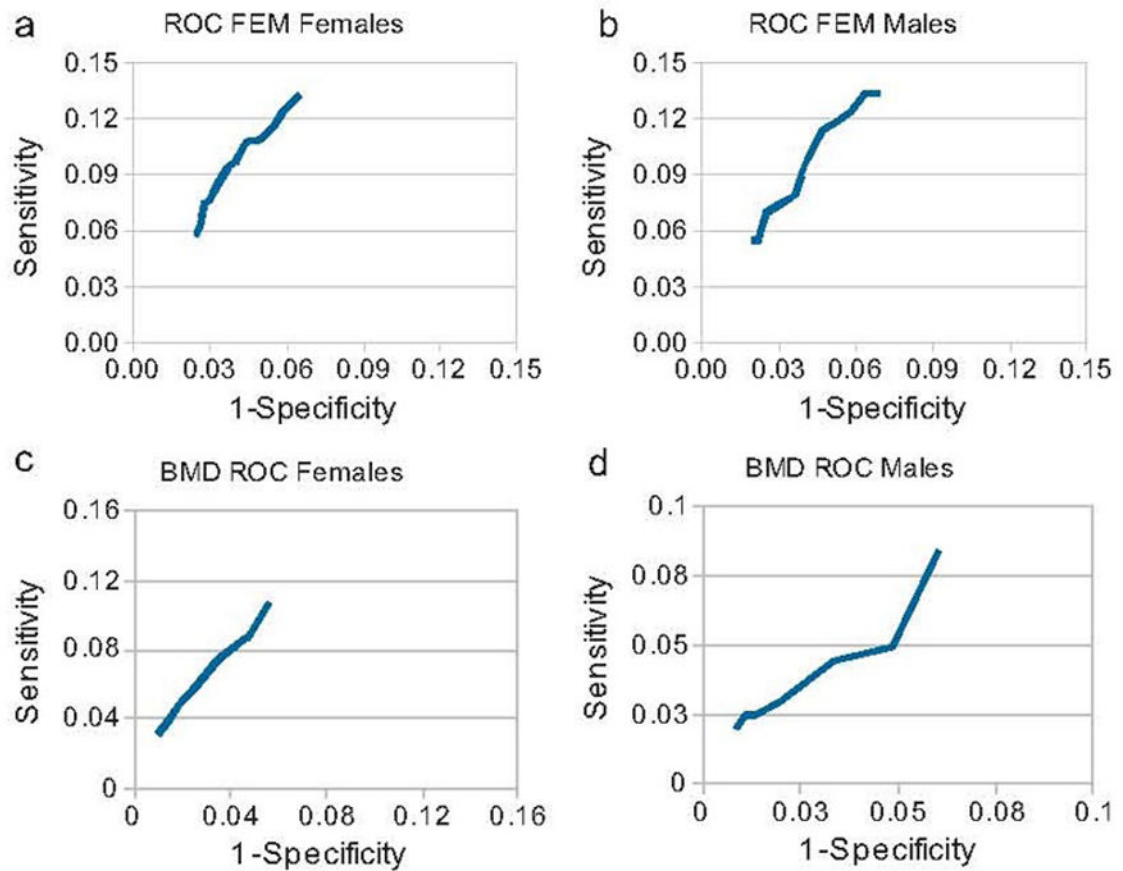 a
ROC FEM Females
0.15
0.12
0.09
0.06
0.03
0.00
Sensitivity
0.00 0.03 0.06 0.09 0.12 0.15
1-Specificity
b
ROC FEM Males
0.15
0.12
0.09
0.06
0.03
0.00
Sensitivity
0.00 0.03 0.06 0.09 0.12 0.15
1-Specificity
c
BMD ROC Females
0.16
0.12
0.08
0.04
0
Sensitivity
0 0.04 0.08 0.12 0.16
1-Specificity
d
BMD ROC Males
0.1
0.08
0.05
0.03
0
Sensitivity
0 0.03 0.05 0.08 0.1
1-Specificity